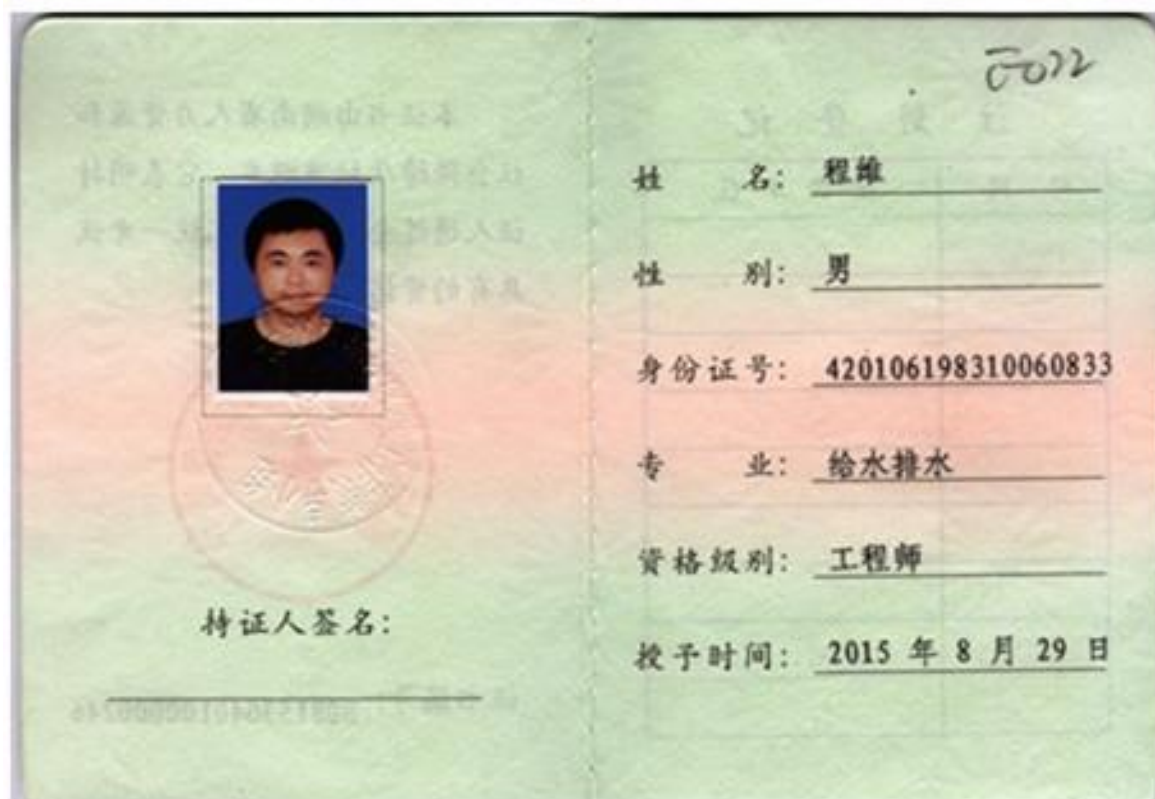 持证人签名：
姓 名： 程维
性 别： 男
身份证号： 420106198310060833
专 业： 给水排水
资格级别： 工程师
授予时间： 2015 年 8 月 29 日